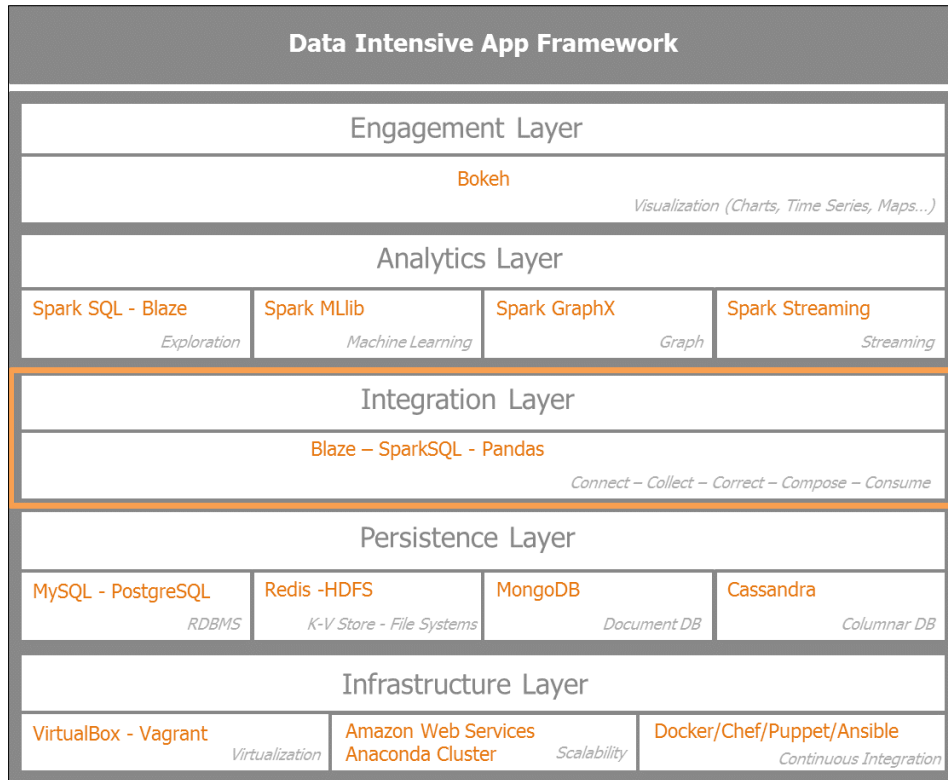 Data Intensive App Framework
Engagement Layer
Bokeh
Visualization (Charts, Time Series, Maps...)
Analytics Layer
Spark SQL - Blaze
Exploration
Spark MLlib
Machine Learning
Spark GraphX
Graph
Spark Streaming
Streaming
Integration Layer
Blaze – SparkSQL - Pandas
Connect – Collect – Correct – Compose – Consume
Persistence Layer
MySQL - PostgreSQL
RDBMS
Redis -HDFS
K-V Store - File Systems
MongoDB
Document DB
Cassandra
Columnar DB
Infrastructure Layer
VirtualBox - Vagrant
Virtualization
Amazon Web Services
Anaconda Cluster
Scalability
Docker/Chef/Puppet/Ansible
Continuous Integration